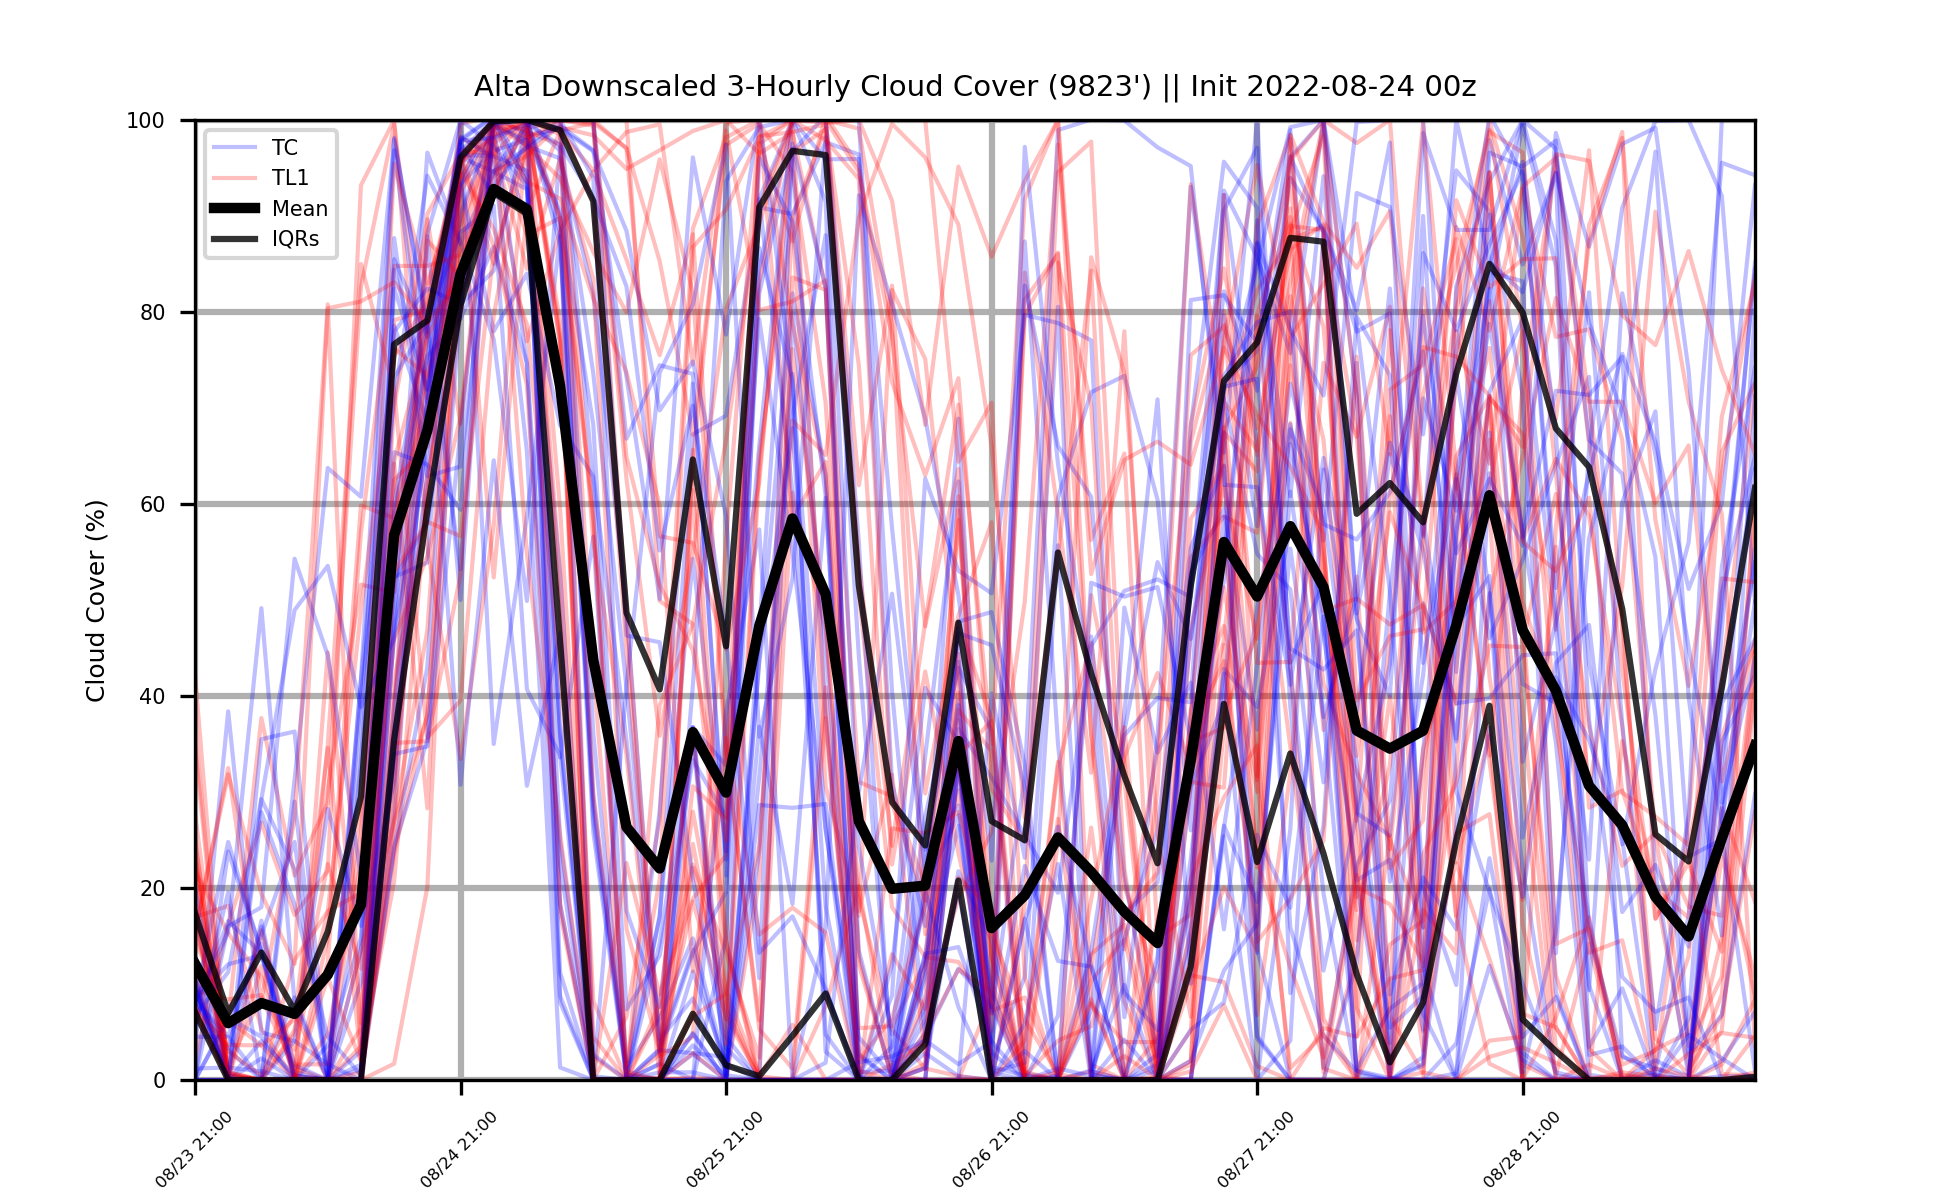 Alta Downscaled 3-Hourly Cloud Cover (9823') || Init 2022-08-24 00z
TC
TL1
Mean
IQRs
Cloud Cover (%)
100
80
60
40
20
0
08/23 21:00
08/24 21:00
08/25 21:00
08/26 21:00
08/27 21:00
08/28 21:00